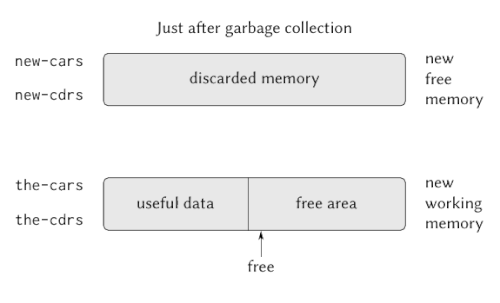 Just after garbage collection
new-cars
new-cdrs
discarded memory
new
free
memory
the-cars
the-cdrs
useful data
free area
new
working
memory
free